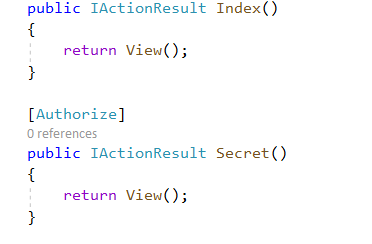 public IActionResult Index()
{
return View();
}
[Authorize]
0 references
public IActionResult Secret()
{
return View();
}